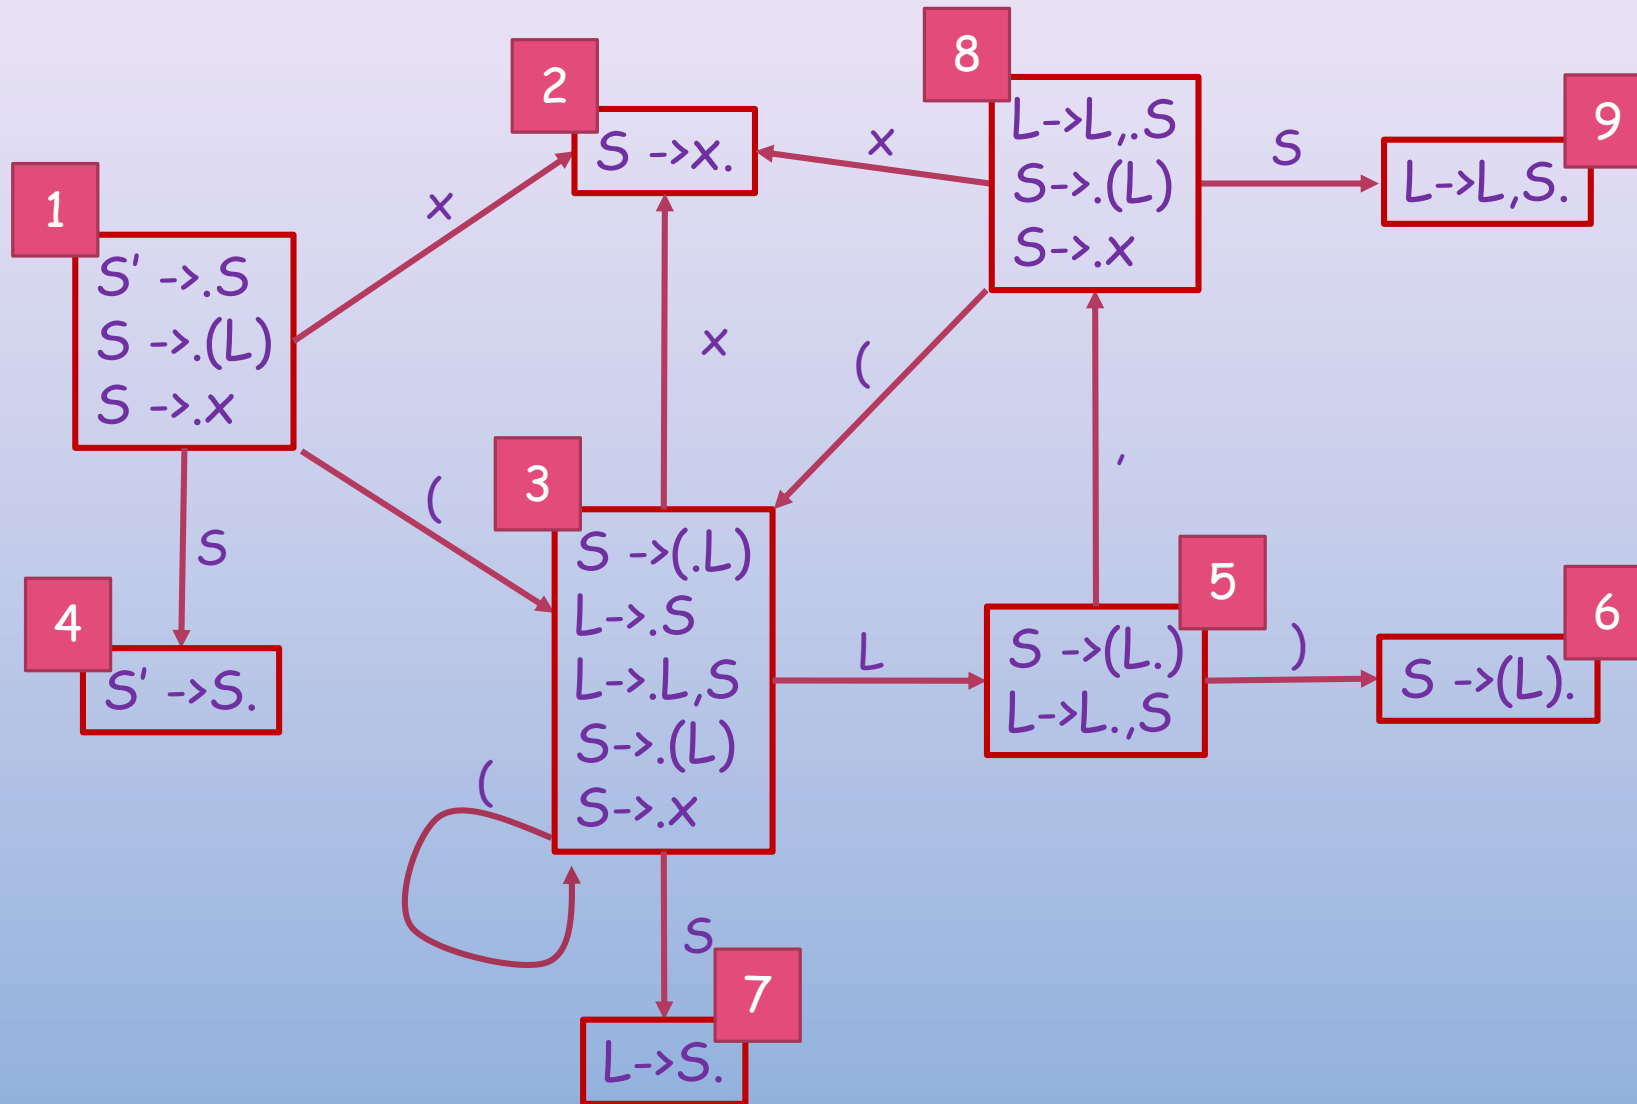 1
S' ->.S
S ->.(L)
S ->.x
x
(
S
2
S ->x.
x
x
8
L->L,.S
S->.(L)
S->.x
S
9
L->L,S.
(
,
4
S' ->S.
3
S ->(.L)
L->.S
L->.L,S
S->.(L)
S->.x
L
(
S
5
S ->(L.)
L->L.,S
)
6
S ->(L).
7
L->S.